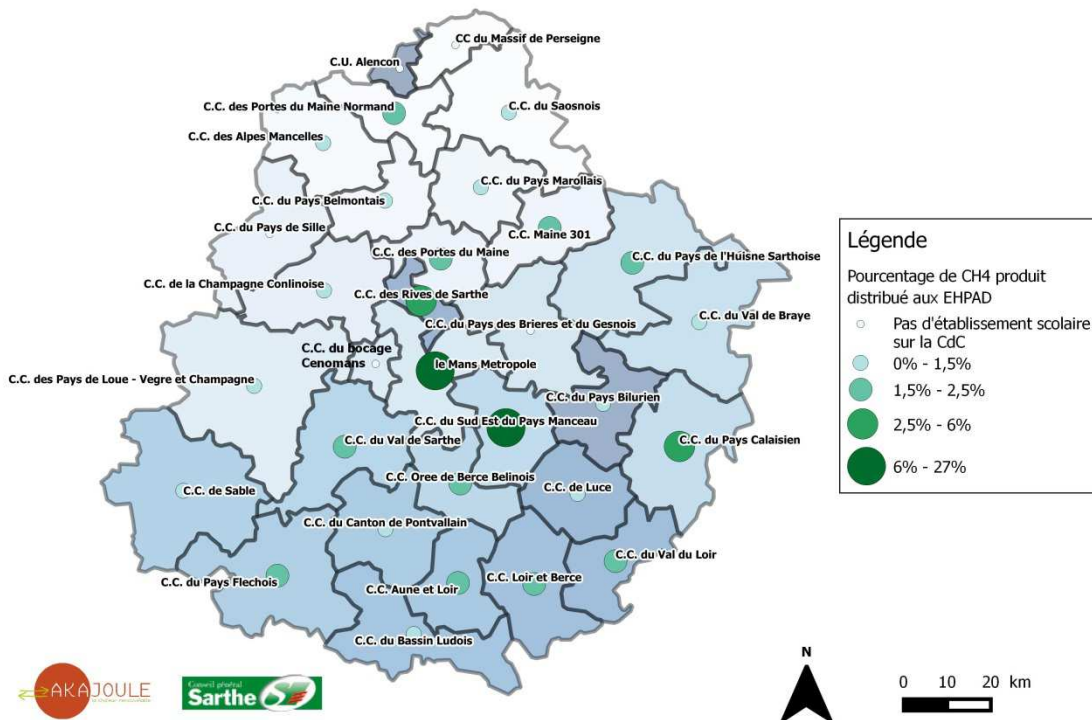 CC du Massif de Perseigne
C.U. Alencon
C.C. des Portes du Maine Normand
C.C. du Saosnois
C.C. des Alpes Mancelles
C.C. du Pays Marollais
C.C. du Pays Belmontais
C.C. du Pays de Sille
C.C. Maine 301
C.C. des Portes du Maine
C.C. du Pays de l'Huisne Sarthoise
C.C. de la Champagne Conlinoise
C.C. des Rives de Sarthe
C.C. du Pays des Brieres et du Gesnois
C.C. du Val de Braye
C.C. du bocage
Cenomans
le Mans Metropole
C.C. des Pays de Loue - Vegre et Champagne
C.C. du Pays Bilurien
C.C. du Sud Est du Pays Manceau
C.C. du Val de Sarthe
C.C. du Pays Calaisien
C.C. Oree de Berce Belinois
C.C. de Sable
C.C. de Luce
C.C. du Canton de Pontvallain
C.C. du Val du Loir
C.C. du Pays Flechois
C.C. Aune et Loir
C.C. Loir et Berce
C.C. du Bassin Ludois
Légende
Pourcentage de CH4 produit
distribué aux EHPAD
Pas d'établissement scolaire
sur la CdC
0% - 1,5%
1,5% - 2,5%
2,5% - 6%
6% - 27%
AKAJOULE
Conseil général
Sarthe
N
0 10 20 km